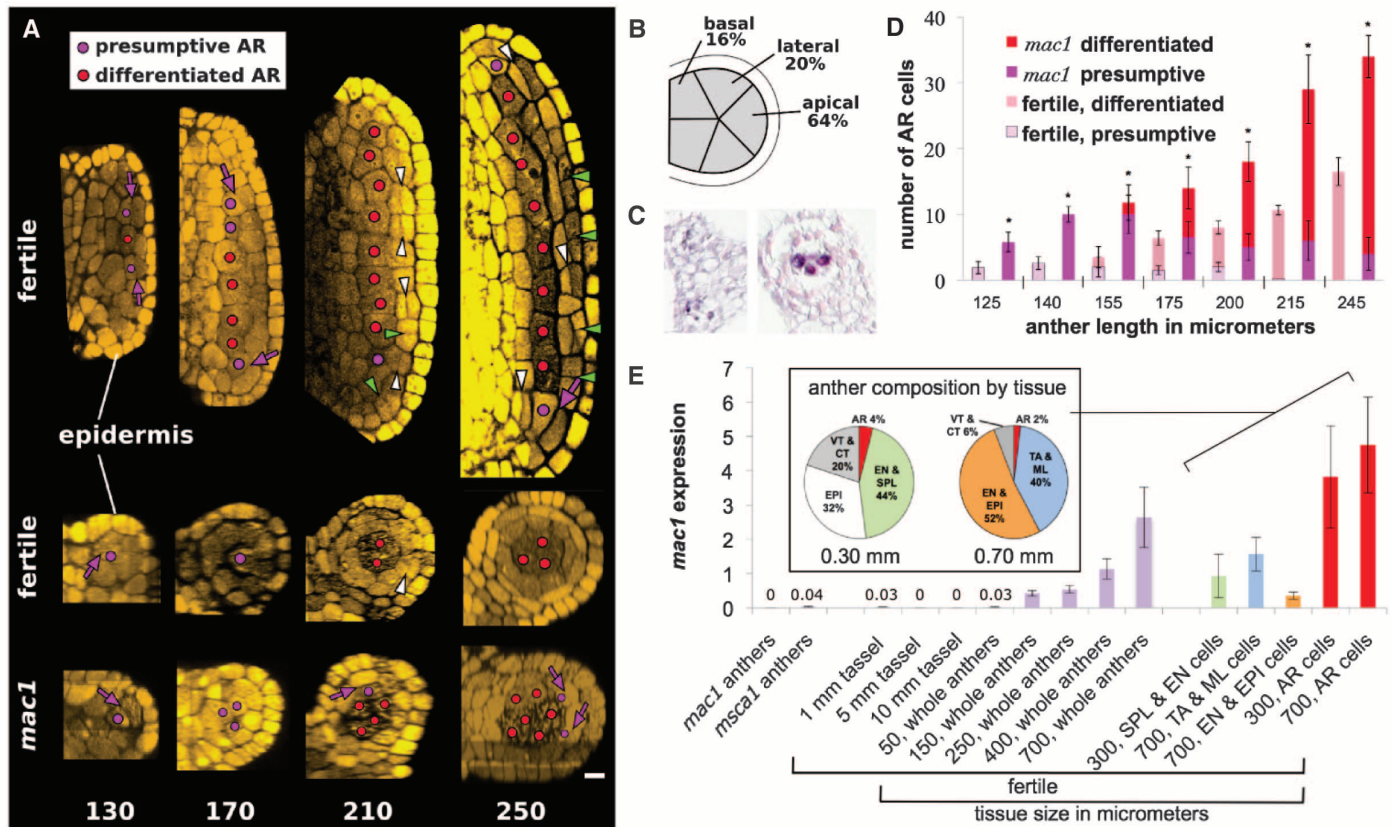 A
presumptive AR
differentiated AR
fertile
epidermis
fertile
mac1
130 170 210 250
B
basal
16%
lateral
20%
apical
64%
C
D
number of AR cells
40
30
20
10
0
mac1 differentiated
mac1 presumptive
fertile, differentiated
fertile, presumptive
* * * * * * *
125 140 155 175 200 215 245
anther length in micrometers
E
mac1 expression
7
6
5
4
3
2
1
0
anther composition by tissue
AR 4%
VT &
CT
20%
EN &
SPL
44%
EPI
32%
0.30 mm
VT &
CT 6%
AR 2%
TA &
ML
40%
EN &
EPI
52%
0.70 mm
0 0.04 0.03 0 0 0.03
mac1 anthers
msca1 anthers
1 mm tassel
5 mm tassel
10 mm tassel
50, whole anthers
150, whole anthers
250, whole anthers
400, whole anthers
700, whole anthers
300, SPL & EN cells
700, TA & ML cells
700, EN & EPI cells
300, AR cells
700, AR cells
fertile
tissue size in micrometers